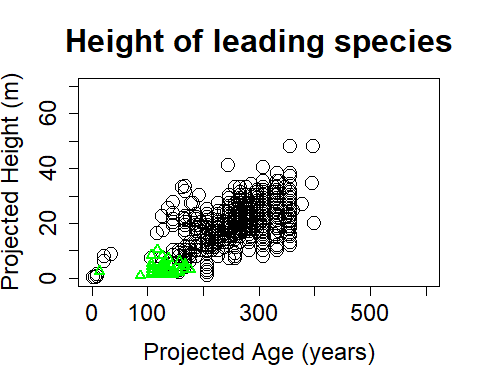 Height of leading species
Projected Height (m)
60
40
20
0
0 100 300 500
Projected Age (years)